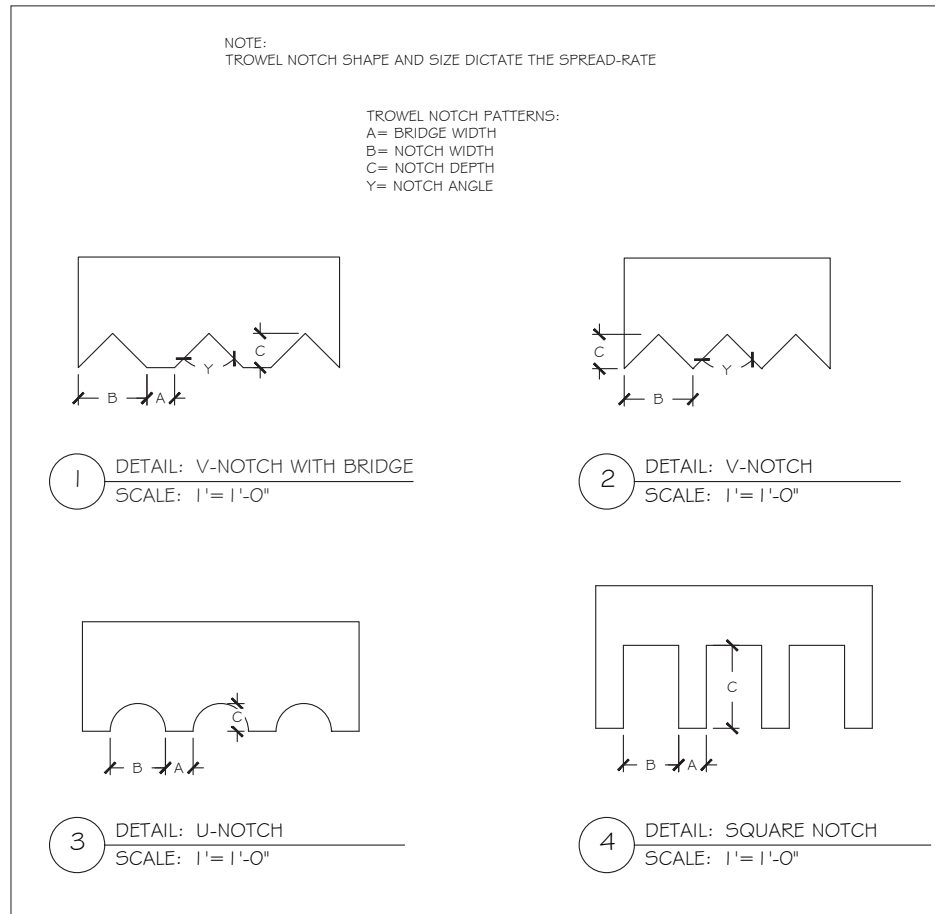 NOTE:
TROWEL NOTCH SHAPE AND SIZE DICTATE THE SPREAD-RATE
TROWEL NOTCH PATTERNS:
A= BRIDGE WIDTH
B= NOTCH WIDTH
C= NOTCH DEPTH
Y= NOTCH ANGLE
C
Y
B
A
C
Y
B
1
DETAIL: V-NOTCH WITH BRIDGE
SCALE: 1'= 1'-0"
2
DETAIL: V-NOTCH
SCALE: 1'= 1'-0"
C
B
A
C
B
A
3
DETAIL: U-NOTCH
SCALE: 1'= 1'-0"
4
DETAIL: SQUARE NOTCH
SCALE: 1'= 1'-0"